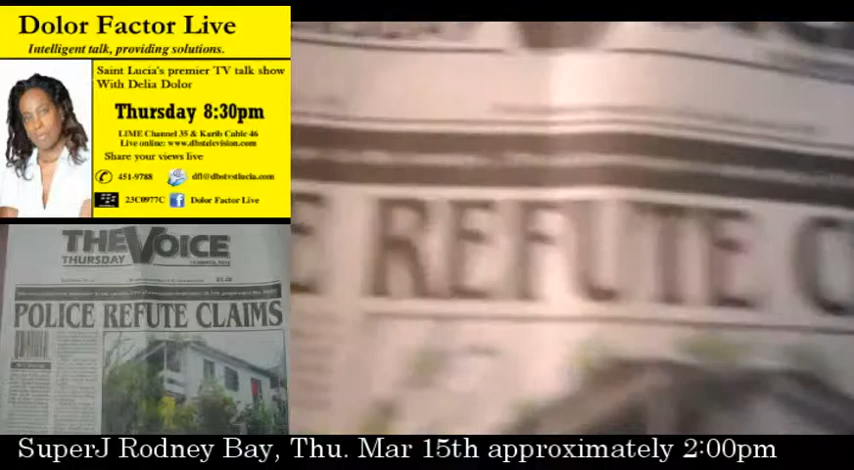 Dolor Factor Live
Intelligent talk, providing solutions.
Saint Lucia's premier TV talk show
With Delia Dolor
Thursday 8:30pm
LIME Channel 35 & Karib Cable 46
Live online: www.dbstelevision.com
Share your views live
451-9788
dfl@dbstvstlucia.com
23C0977C
Dolor Factor Live
THE VOICE
THURSDAY
POLICE REFUTE CLAIMS
E REFUTE C
SuperJ Rodney Bay, Thu. Mar 15th approximately 2:00pm